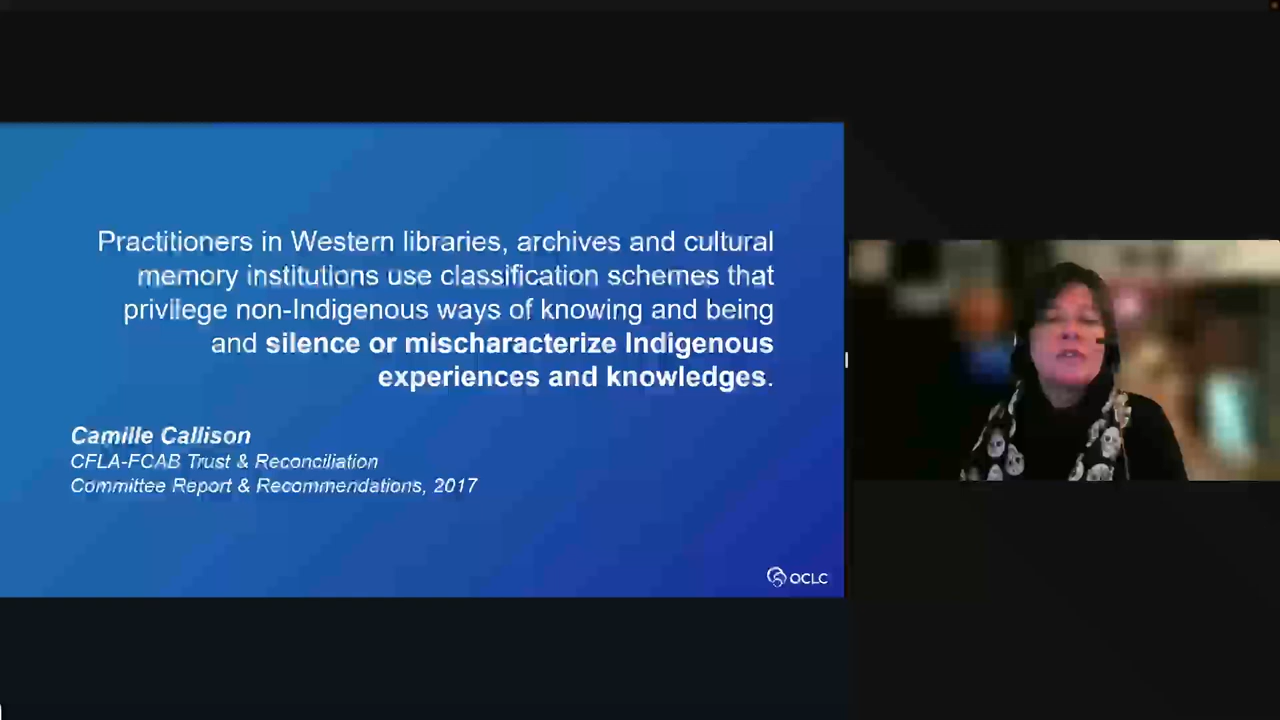 Practitioners in Western libraries, archives and cultural
memory institutions use classification schemes that
privilege non-Indigenous ways of knowing and being
and silence or mischaracterize Indigenous
experiences and knowledges.
Camille Callison
CFLA-FCAB Trust & Reconciliation
Committee Report & Recommendations, 2017
OCLC